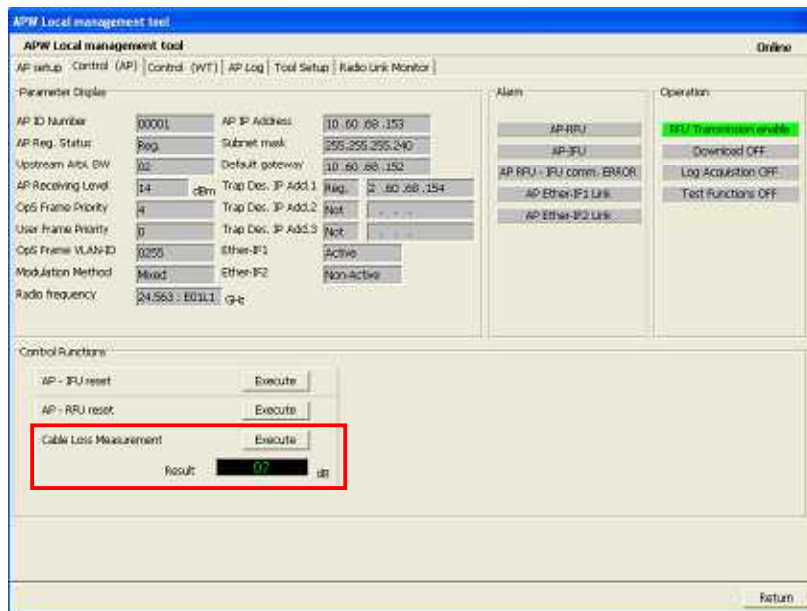 APW Local management tool
APW Local management tool
Online
AP setup Control (AP) Control (WT) AP Log Tool Setup Radio Link Monitor
Parameter Display
AP ID Number 00001 AP IP Address 10 .60 .68 .153
AP Reg. Status Reg. Subnet mask 255.255.255.240
Upstream Arbi. BW 02 Default gateway 10 .60 .68 .152
AP Receiving Level 14 dBm Trap Des. IP Add.1 Reg. 2 .60 .68 .154
OpS Frame Priority 4 Trap Des. IP Add.2 Not . . .
User Frame Priority 0 Trap Des. IP Add.3 Not . . .
OpS Frame VLAN-ID 0255 Ether-IF1 Active
Modulation Method Mixed Ether-IF2 Non-Active
Radio frequency 24.563 : E01L1 GHz
Alarm
AP-RFU
AP-IFU
AP RFU - IFU comm. ERROR
AP Ether-IF1 Link
AP Ether-IF2 Link
Operation
RFU Transmission enable
Download OFF
Log Acquistion OFF
Test Functions OFF
Control Functions
AP - IFU reset Execute
AP - RFU reset Execute
Cable Loss Measurement Execute
Result 07 dB
Return